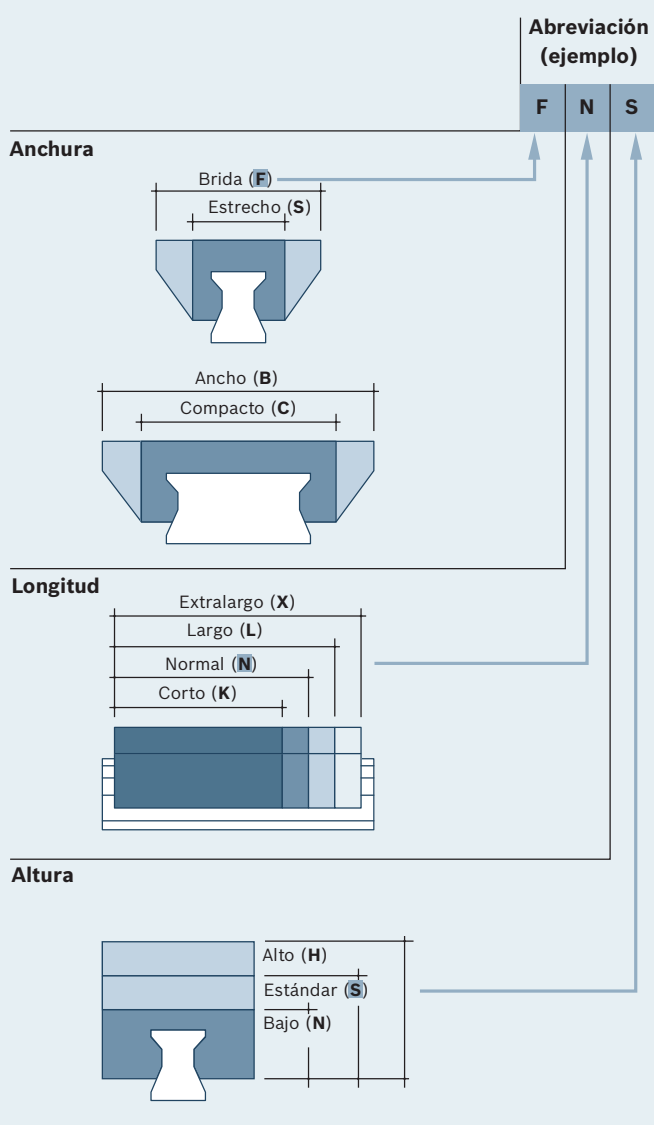 Abreviación
(ejemplo)
F N S
Anchura
Brida (F)
Estrecho (S)
Ancho (B)
Compacto (C)
Longitud
Extralargo (X)
Largo (L)
Normal (N)
Corto (K)
Altura
Alto (H)
Estándar (S)
Bajo (N)